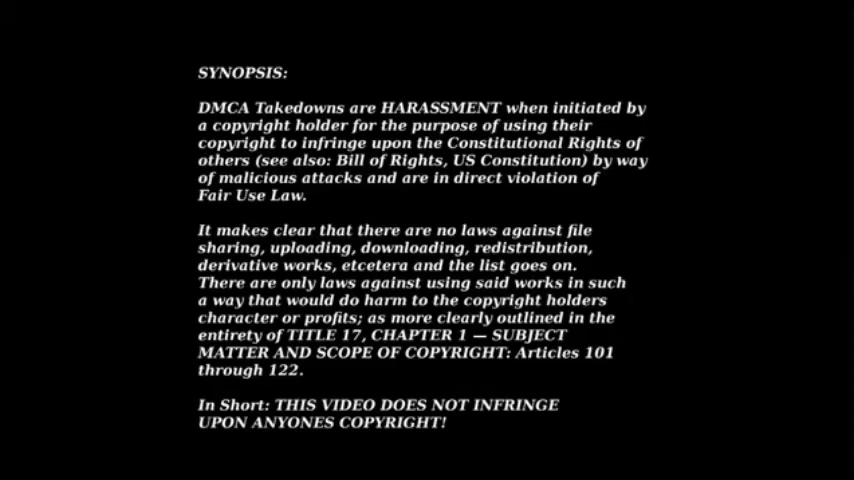 SYNOPSIS:
DMCA Takedowns are HARASSMENT when initiated by
a copyright holder for the purpose of using their
copyright to infringe upon the Constitutional Rights of
others (see also: Bill of Rights, US Constitution) by way
of malicious attacks and are in direct violation of
Fair Use Law.
It makes clear that there are no laws against file
sharing, uploading, downloading, redistribution,
derivative works, etcetera and the list goes on.
There are only laws against using said works in such
a way that would do harm to the copyright holders
character or profits; as more clearly outlined in the
entirety of TITLE 17, CHAPTER 1 — SUBJECT
MATTER AND SCOPE OF COPYRIGHT: Articles 101
through 122.
In Short: THIS VIDEO DOES NOT INFRINGE
UPON ANYONES COPYRIGHT!